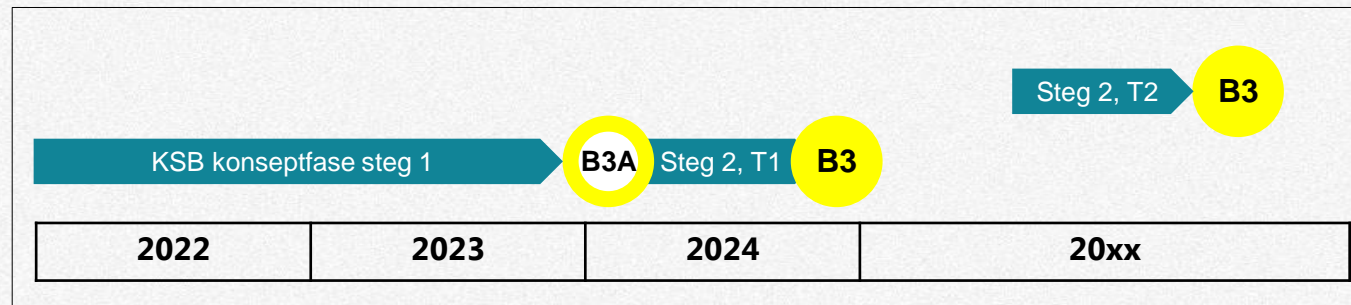 Steg 2, T2
B3
KSB konseptfase steg 1
B3A
Steg 2, T1
B3
2022
2023
2024
20xx